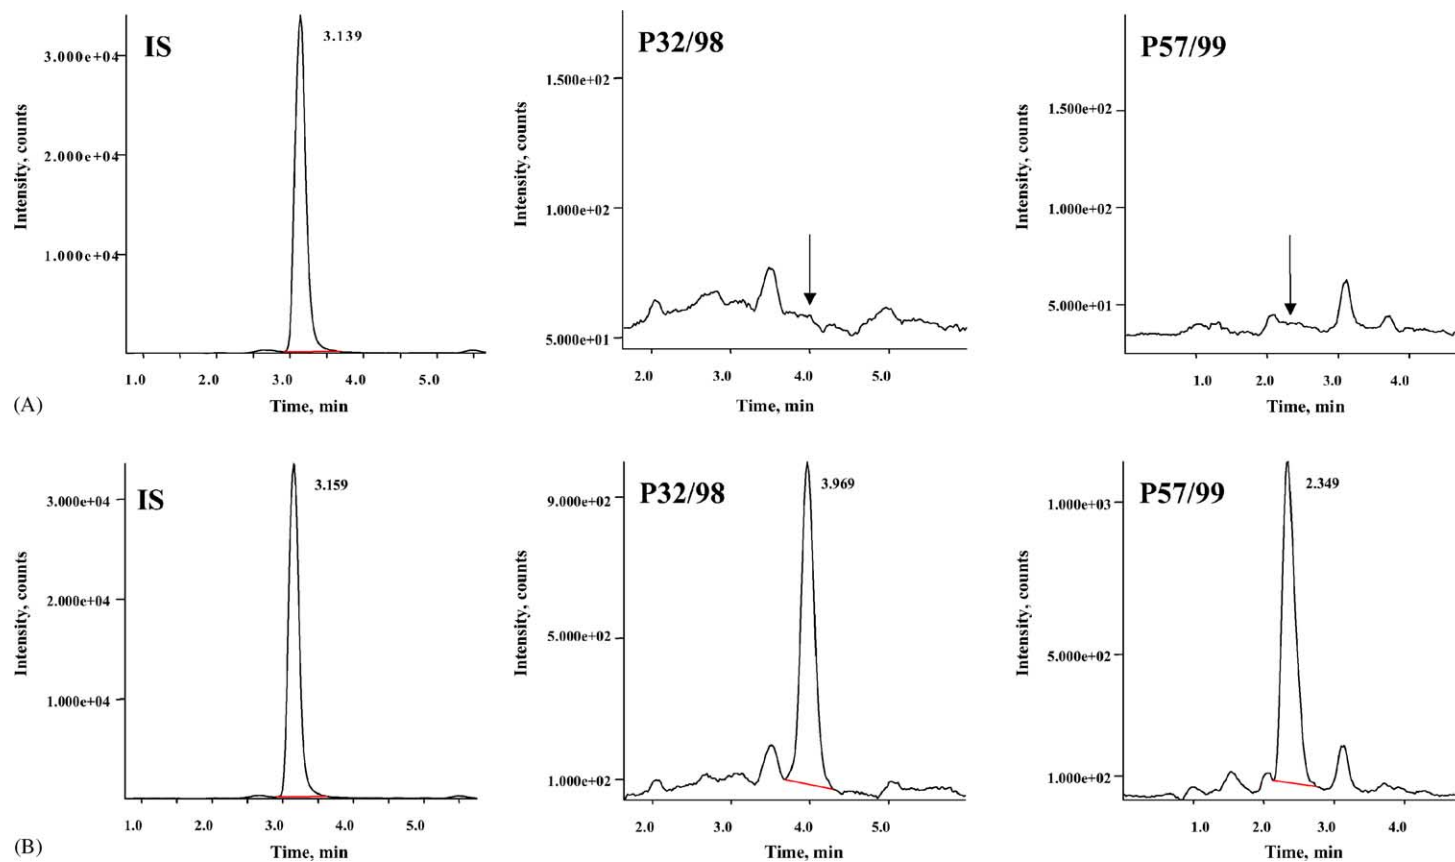 IS
3.139
3.000e+04
2.000e+04
1.000e+04
Intensity, counts
1.0 2.0 3.0 4.0 5.0
Time, min
P32/98
1.500e+02
1.000e+02
5.000e+01
Intensity, counts
2.0 3.0 4.0 5.0
Time, min
P57/99
1.500e+02
1.000e+02
5.000e+01
Intensity, counts
1.0 2.0 3.0 4.0
Time, min
(A)
IS
3.159
3.000e+04
2.000e+04
1.000e+04
Intensity, counts
1.0 2.0 3.0 4.0 5.0
Time, min
P32/98
3.969
9.000e+02
5.000e+02
1.000e+02
Intensity, counts
2.0 3.0 4.0 5.0
Time, min
P57/99
2.349
1.000e+03
5.000e+02
1.000e+02
Intensity, counts
1.0 2.0 3.0 4.0
Time, min
(B)